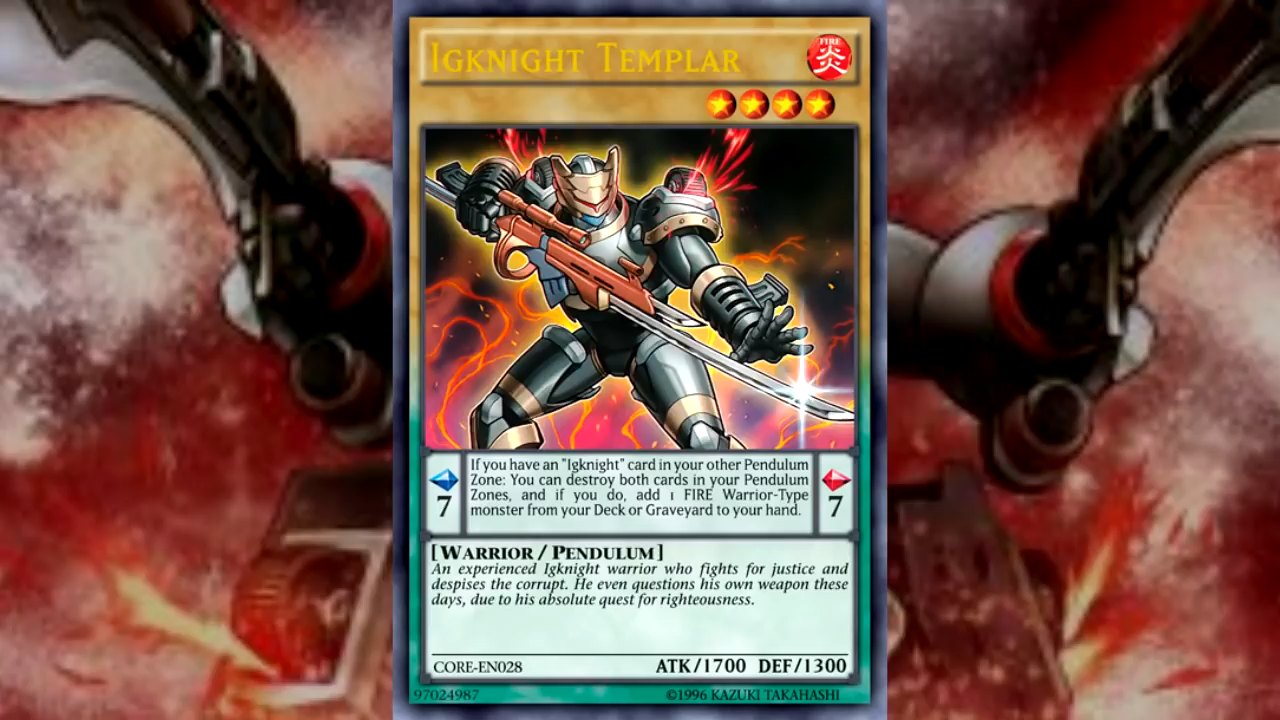 IGKNIGHT TEMPLAR
FIRE
炎
If you have an "Igknight" card in your other Pendulum
Zone: You can destroy both cards in your Pendulum
Zones, and if you do, add 1 FIRE Warrior-Type
monster from your Deck or Graveyard to your hand.
7
7
[WARRIOR / PENDULUM]
An experienced Igknight warrior who fights for justice and
despises the corrupt. He even questions his own weapon these
days, due to his absolute quest for righteousness.
CORE-EN028
ATK/1700 DEF/1300
97024987
©1996 KAZUKI TAKAHASHI